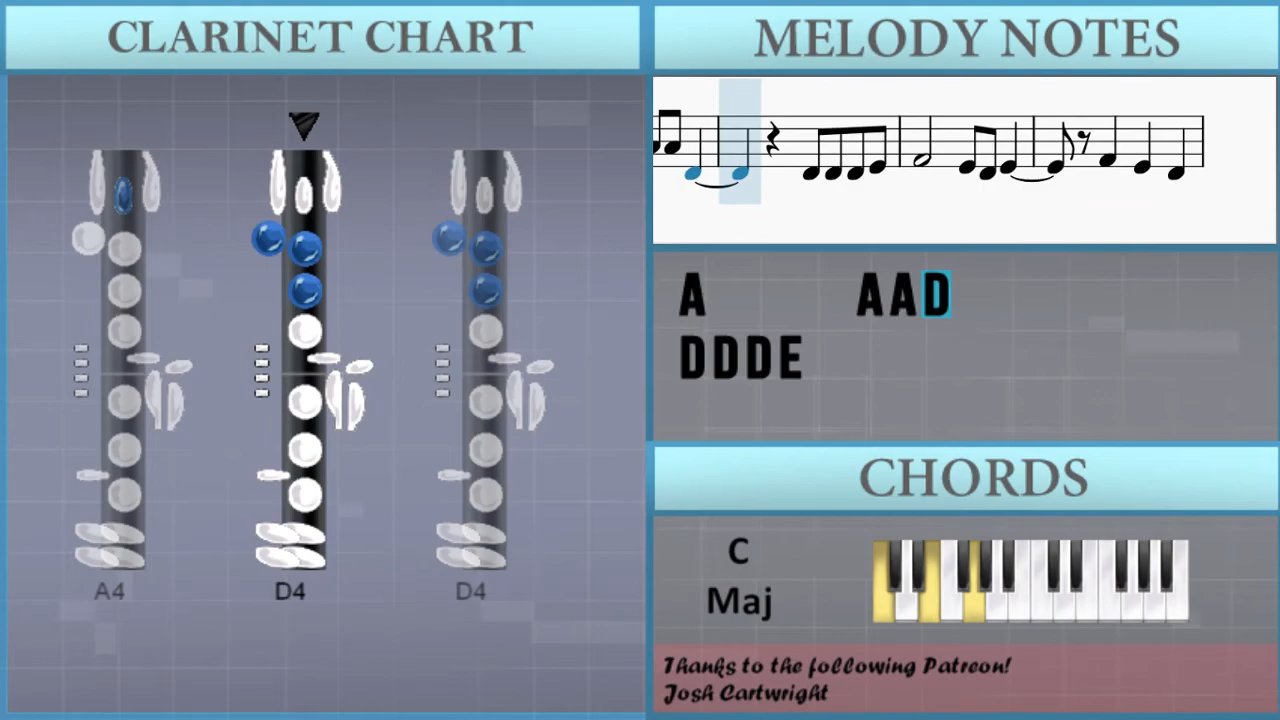 CLARINET CHART
A4
D4
D4
MELODY NOTES
A AAD
DDDE
CHORDS
C
Maj
Thanks to the following Patreon!
Josh Cartwright